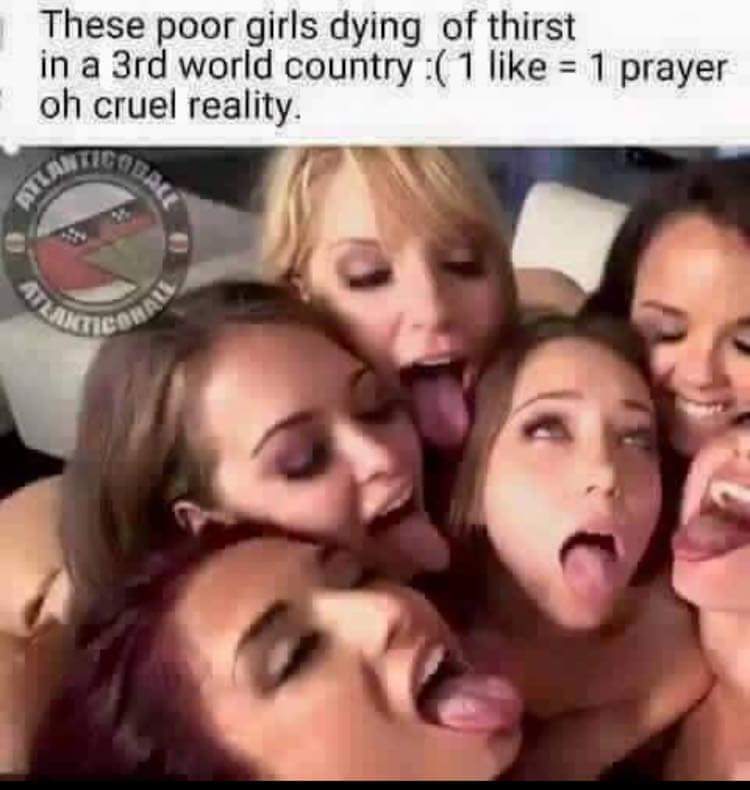 These poor girls dying of thirst
in a 3rd world country :( 1 like = 1 prayer
oh cruel reality.
ATLANTICOBALL
ATLANTICOBALL